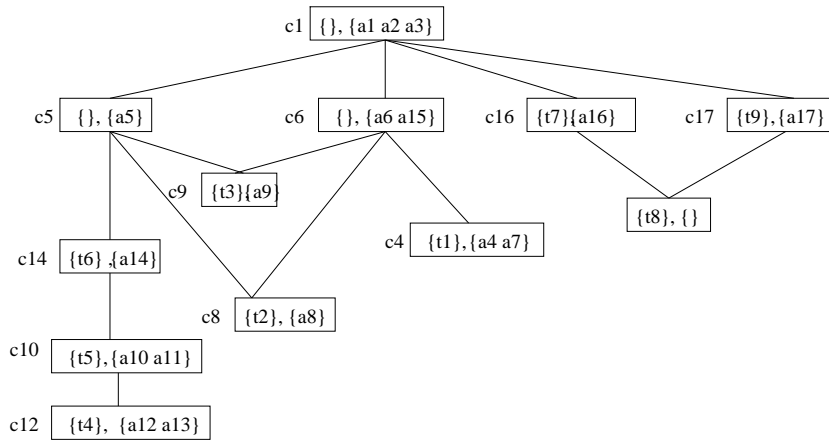 c1 {}, {a1 a2 a3}
c5 {}, {a5}
c6 {}, {a6 a15}
c16 {t7}{a16}
c17 {t9},{a17}
c9 {t3}{a9}
{t8}, {}
c4 {t1},{a4 a7}
c14 {t6} ,{a14}
c8 {t2}, {a8}
c10 {t5},{a10 a11}
c12 {t4}, {a12 a13}